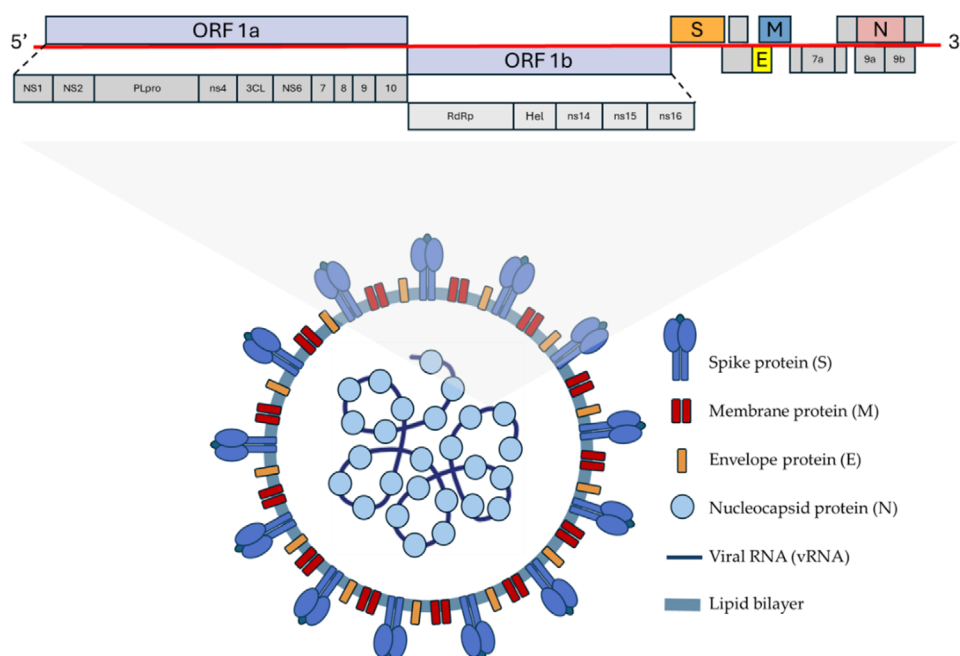 ORF 1a
S
M
N
5’
3
ORF 1b
E
7a
9a
9b
NS1
NS2
PLpro
ns4
3CL
NS6
7
8
9
10
RdRp
Hel
ns14
ns15
ns16
Spike protein (S)
Membrane protein (M)
Envelope protein (E)
Nucleocapsid protein (N)
Viral RNA (vRNA)
Lipid bilayer